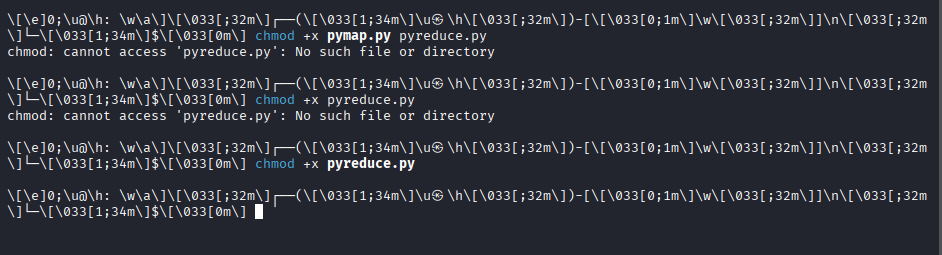 \[\e]0;\u@\h: \w\a\]\[\033[;32m\]┌──(\[\033[1;34m\]\u㉿\h\[\033[;32m\])-[\[\033[0;1m\]\w\[\033[;32m\]]\n\[\033[;32m
\]└─\[\033[1;34m\]$\[\033[0m\] chmod +x pymap.py pyreduce.py
chmod: cannot access 'pyreduce.py': No such file or directory
\[\e]0;\u@\h: \w\a\]\[\033[;32m\]┌──(\[\033[1;34m\]\u㉿\h\[\033[;32m\])-[\[\033[0;1m\]\w\[\033[;32m\]]\n\[\033[;32m
\]└─\[\033[1;34m\]$\[\033[0m\] chmod +x pyreduce.py
chmod: cannot access 'pyreduce.py': No such file or directory
\[\e]0;\u@\h: \w\a\]\[\033[;32m\]┌──(\[\033[1;34m\]\u㉿\h\[\033[;32m\])-[\[\033[0;1m\]\w\[\033[;32m\]]\n\[\033[;32m
\]└─\[\033[1;34m\]$\[\033[0m\] chmod +x pyreduce.py
\[\e]0;\u@\h: \w\a\]\[\033[;32m\]┌──(\[\033[1;34m\]\u㉿\h\[\033[;32m\])-[\[\033[0;1m\]\w\[\033[;32m\]]\n\[\033[;32m
\]└─\[\033[1;34m\]$\[\033[0m\]